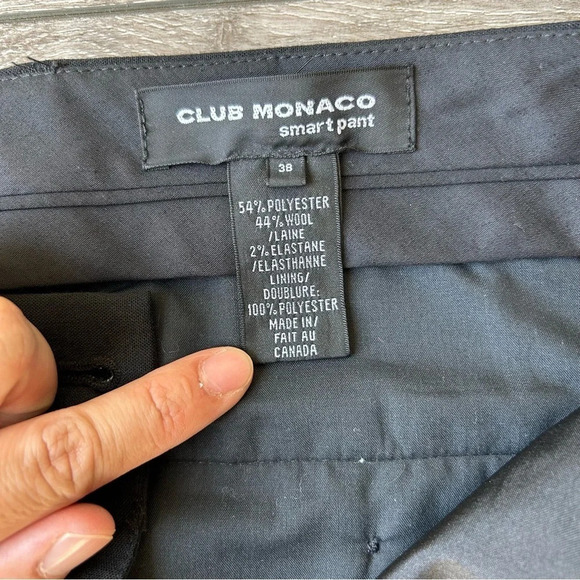 CLUB MONACO
smart pant
38
54% POLYESTER
44% WOOL
/LAINE
2% ELASTANE
/ELASTHANNE
LINING/
DOUBLURE:
100% POLYESTER
MADE IN/
FAIT AU
CANADA